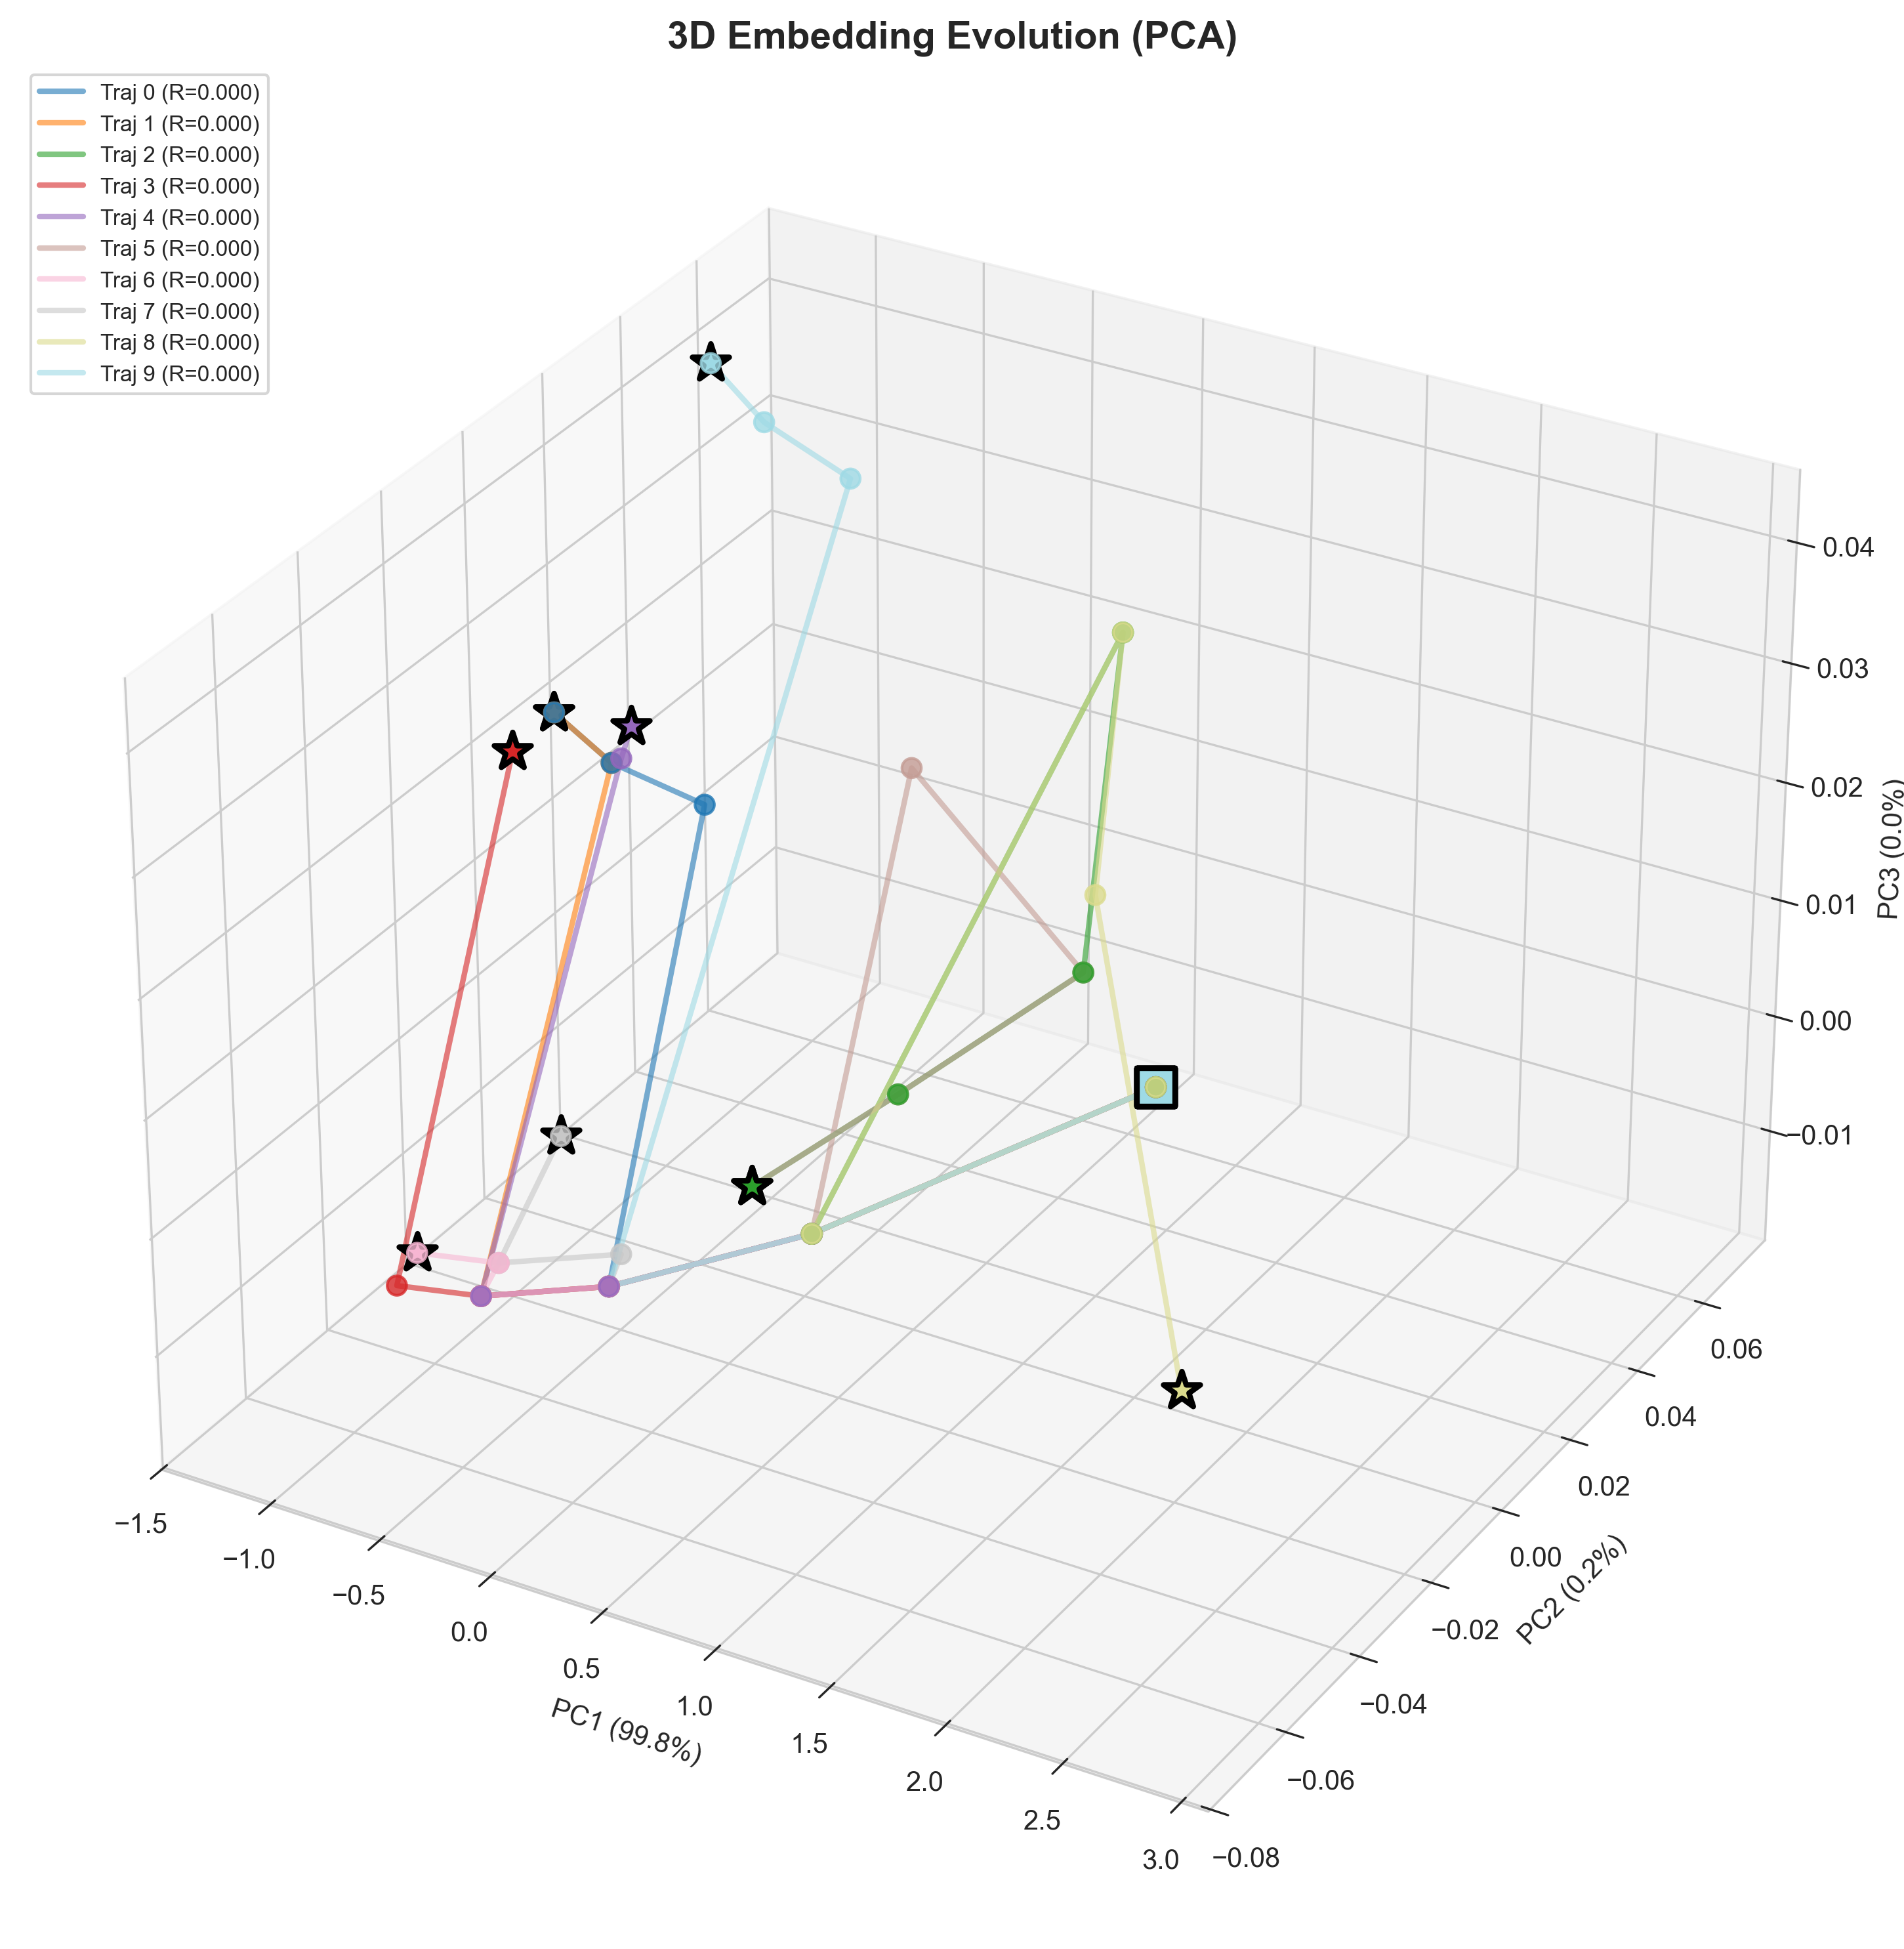 3D Embedding Evolution (PCA)
Traj 0 (R=0.000)
Traj 1 (R=0.000)
Traj 2 (R=0.000)
Traj 3 (R=0.000)
Traj 4 (R=0.000)
Traj 5 (R=0.000)
Traj 6 (R=0.000)
Traj 7 (R=0.000)
Traj 8 (R=0.000)
Traj 9 (R=0.000)
0.04
0.03
0.02
0.01
0.00
−0.01
PC3 (0.0%)
0.06
0.04
0.02
0.00
−0.02
−0.04
−0.06
−0.08
PC2 (0.2%)
−1.5
−1.0
−0.5
0.0
0.5
1.0
1.5
2.0
2.5
3.0
PC1 (99.8%)